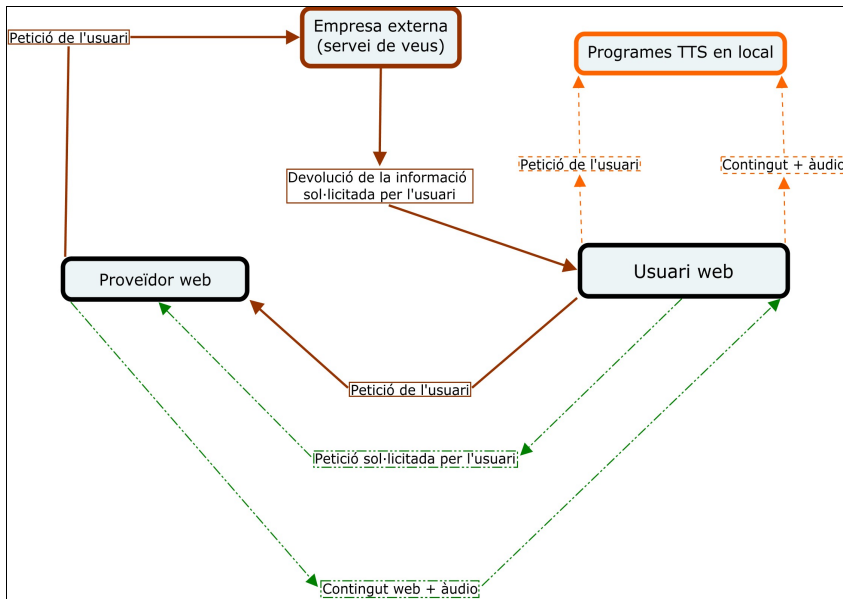 Empresa externa
(servei de veus)
Petició de l'usuari
Programes TTS en local
Petició de l'usuari
Contingut + àudio
Devolució de la informació
sol·licitada per l'usuari
Proveïdor web
Usuari web
Petició de l'usuari
Petició sol·licitada per l'usuari
Contingut web + àudio